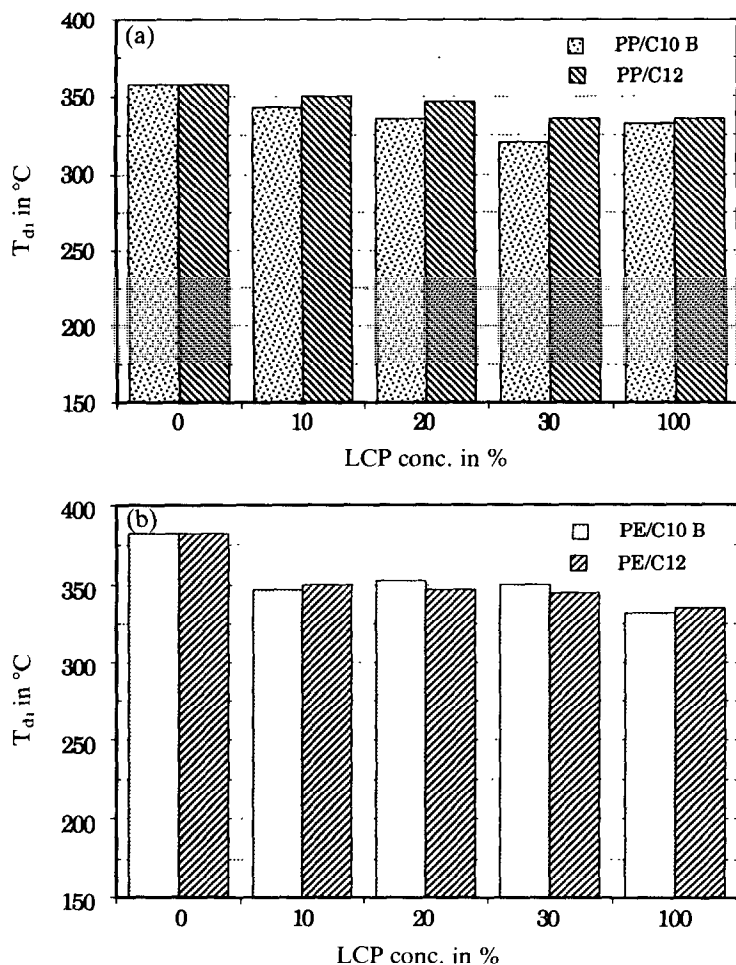 (a)
PP/C10 B
PP/C12
400
350
300
250
200
150
T_d1 in °C
0 10 20 30 100
LCP conc. in %
(b)
PE/C10 B
PE/C12
400
350
300
250
200
150
T_d1 in °C
0 10 20 30 100
LCP conc. in %